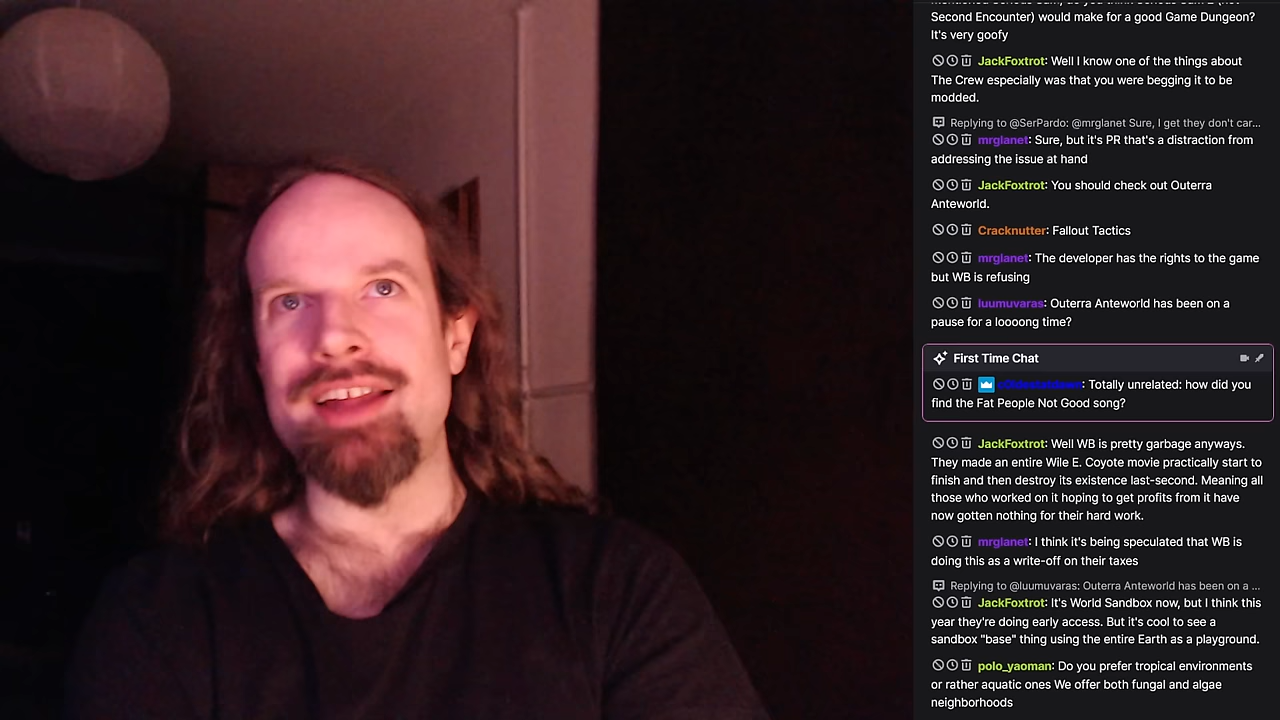 Second Encounter) would make for a good Game Dungeon?
It's very goofy
JackFoxtrot: Well I know one of the things about
The Crew especially was that you were begging it to be
modded.
Replying to @SerPardo: @mrglanet Sure, I get they don't car...
mrglanet: Sure, but it's PR that's a distraction from
addressing the issue at hand
JackFoxtrot: You should check out Outerra
Anteworld.
Cracknutter: Fallout Tactics
mrglanet: The developer has the rights to the game
but WB is refusing
luumuvaras: Outerra Anteworld has been on a
pause for a loooong time?
First Time Chat
: Totally unrelated: how did you
find the Fat People Not Good song?
JackFoxtrot: Well WB is pretty garbage anyways.
They made an entire Wile E. Coyote movie practically start to
finish and then destroy its existence last-second. Meaning all
those who worked on it hoping to get profits from it have
now gotten nothing for their hard work.
mrglanet: I think it's being speculated that WB is
doing this as a write-off on their taxes
Replying to @luumuvaras: Outerra Anteworld has been on a ...
JackFoxtrot: It's World Sandbox now, but I think this
year they're doing early access. But it's cool to see a
sandbox "base" thing using the entire Earth as a playground.
polo_yaoman: Do you prefer tropical environments
or rather aquatic ones We offer both fungal and algae
neighborhoods